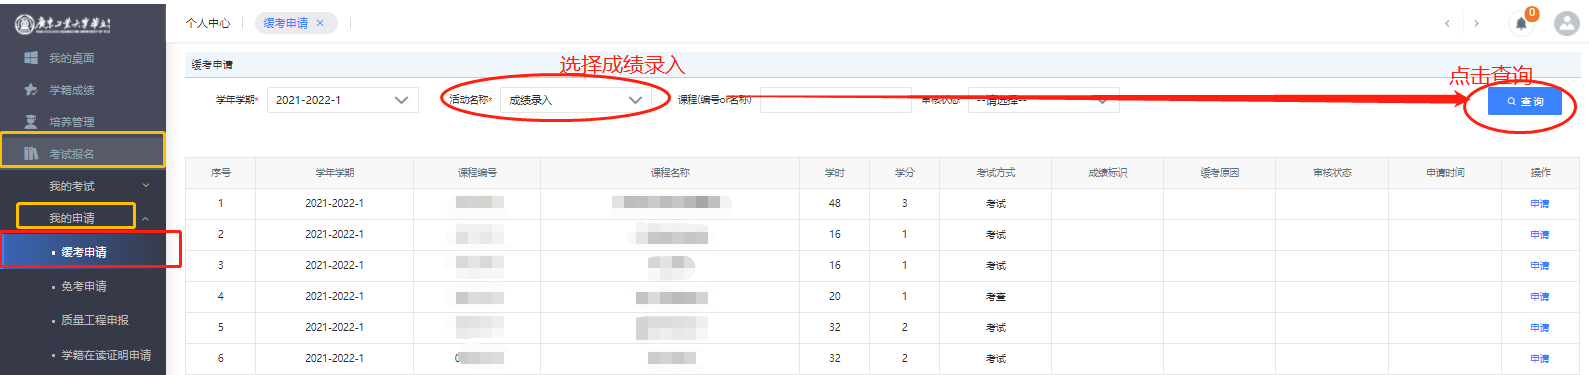 个人中心
缓考申请 ×
0
我的桌面
学籍成绩
培养管理
考试报名
我的考试
我的申请
缓考申请
免考申请
质量工程申报
学籍在读证明申请
缓考申请
选择成绩录入
点击查询
学年学期* 2021-2022-1 活动名称* 成绩录入 课程(编号or名称) 审核状态 --请选择-- 查询
序号 学年学期 课程编号 课程名称 学时 学分 考试方式 成绩标识 缓考原因 审核状态 申请时间 操作
1 2021-2022-1 48 3 考试 申请
2 2021-2022-1 16 1 考试 申请
3 2021-2022-1 16 1 考试 申请
4 2021-2022-1 20 1 考查 申请
5 2021-2022-1 32 2 考试 申请
6 2021-2022-1 32 2 考试 申请